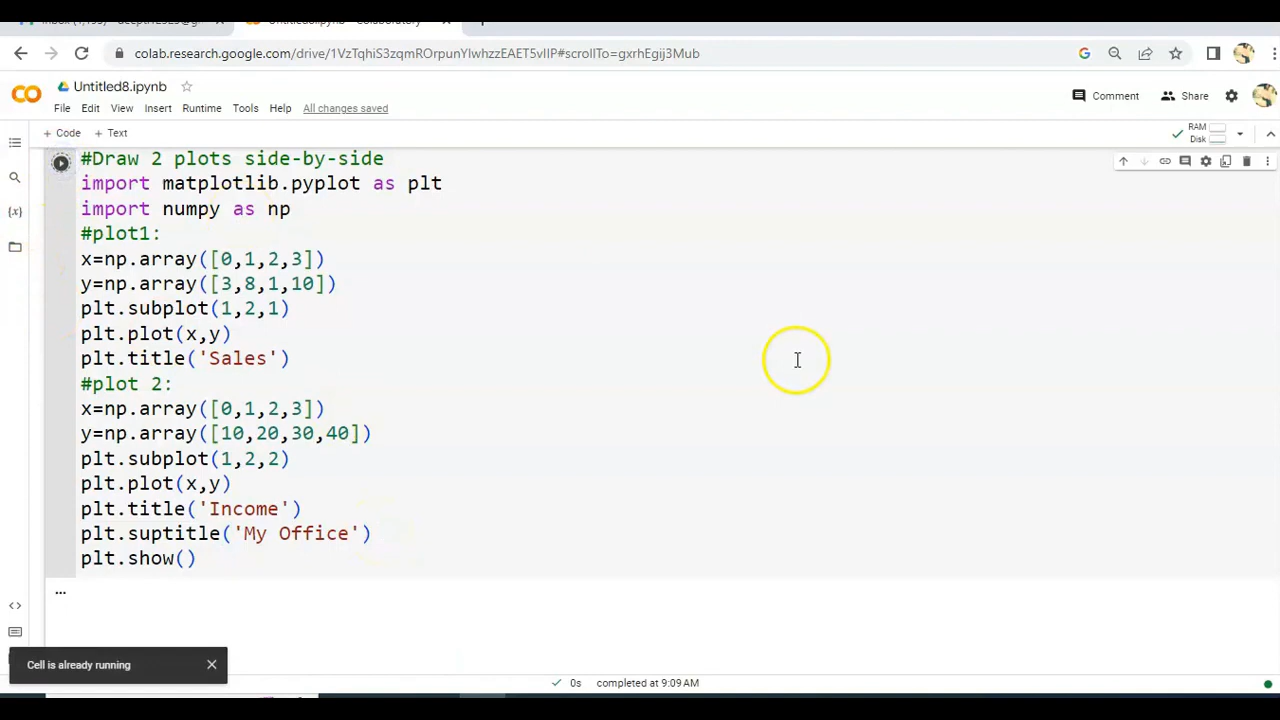 colab.research.google.com/drive/1VzTqhiS3zqmROrpunYlwhzzEAET5vIIP#scrollTo=gxrhEgij3Mub
Untitled8.ipynb
File Edit View Insert Runtime Tools Help All changes saved
Comment Share
+ Code + Text
RAM
Disk
#Draw 2 plots side-by-side
import matplotlib.pyplot as plt
import numpy as np
#plot1:
x=np.array([0,1,2,3])
y=np.array([3,8,1,10])
plt.subplot(1,2,1)
plt.plot(x,y)
plt.title('Sales')
#plot 2:
x=np.array([0,1,2,3])
y=np.array([10,20,30,40])
plt.subplot(1,2,2)
plt.plot(x,y)
plt.title('Income')
plt.suptitle('My Office')
plt.show()
...
Cell is already running
0s completed at 9:09 AM